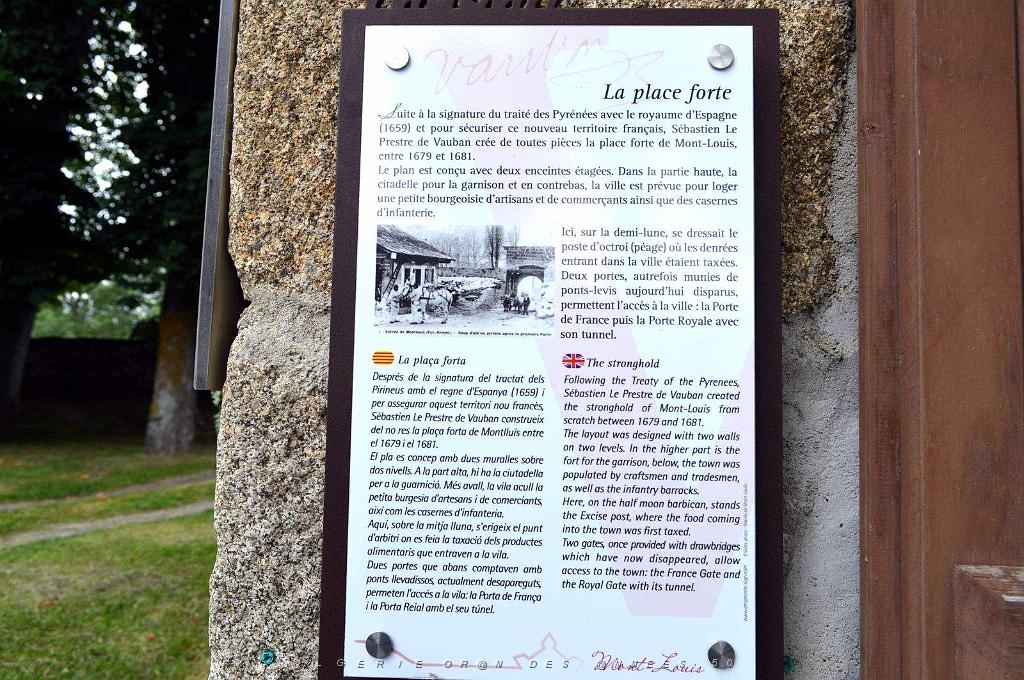 vauban
La place forte
Suite à la signature du traité des Pyrénées avec le royaume d'Espagne
(1659) et pour sécuriser ce nouveau territoire français, Sébastien Le
Prestre de Vauban crée de toutes pièces la place forte de Mont-Louis,
entre 1679 et 1681.
Le plan est conçu avec deux enceintes étagées. Dans la partie haute, la
citadelle pour la garnison et en contrebas, la ville est prévue pour loger
une petite bourgeoisie d'artisans et de commerçants ainsi que des casernes
d'infanterie.
Ici, sur la demi-lune, se dressait le
poste d'octroi (péage) où les denrées
entrant dans la ville étaient taxées.
Deux portes, autrefois munies de
ponts-levis aujourd'hui disparus,
permettent l'accès à la ville : la Porte
de France puis la Porte Royale avec
son tunnel.
Entrée de Montlouis (Pyr. Orient.) — Coup d'œil en arrière après la première Porte
La plaça forta
Després de la signatura del tractat dels
Pirineus amb el regne d'Espanya (1659) i
per assegurar aquest territori nou francès,
Sébastien Le Prestre de Vauban construeix
del no res la plaça forta de Montlluis entre
el 1679 i el 1681.
El pla es concep amb dues muralles sobre
dos nivells. A la part alta, hi ha la ciutadella
per a la guarnició. Més avall, la vila acull la
petita burgesia d'artesans i de comerciants,
així com les casernes d'infanteria.
Aquí, sobre la mitja lluna, s'erigeix el punt
d'arbitri on es feia la taxació dels productes
alimentaris que entraven a la vila.
Dues portes que abans comptaven amb
ponts llevadissos, actualment desapareguts,
permeten l'accés a la vila: la Porta de França
i la Porta Reial amb el seu túnel.
The stronghold
Following the Treaty of the Pyrenees,
Sébastien Le Prestre de Vauban created
the stronghold of Mont-Louis from
scratch between 1679 and 1681.
The layout was designed with two walls
on two levels. In the higher part is the
fort for the garrison, below, the town was
populated by craftsmen and tradesmen,
as well as the infantry barracks.
Here, on the half moon barbican, stands
the Excise post, where the food coming
into the town was first taxed.
Two gates, once provided with drawbridges
which have now disappeared, allow
access to the town: the France Gate and
the Royal Gate with its tunnel.
Mont-Louis